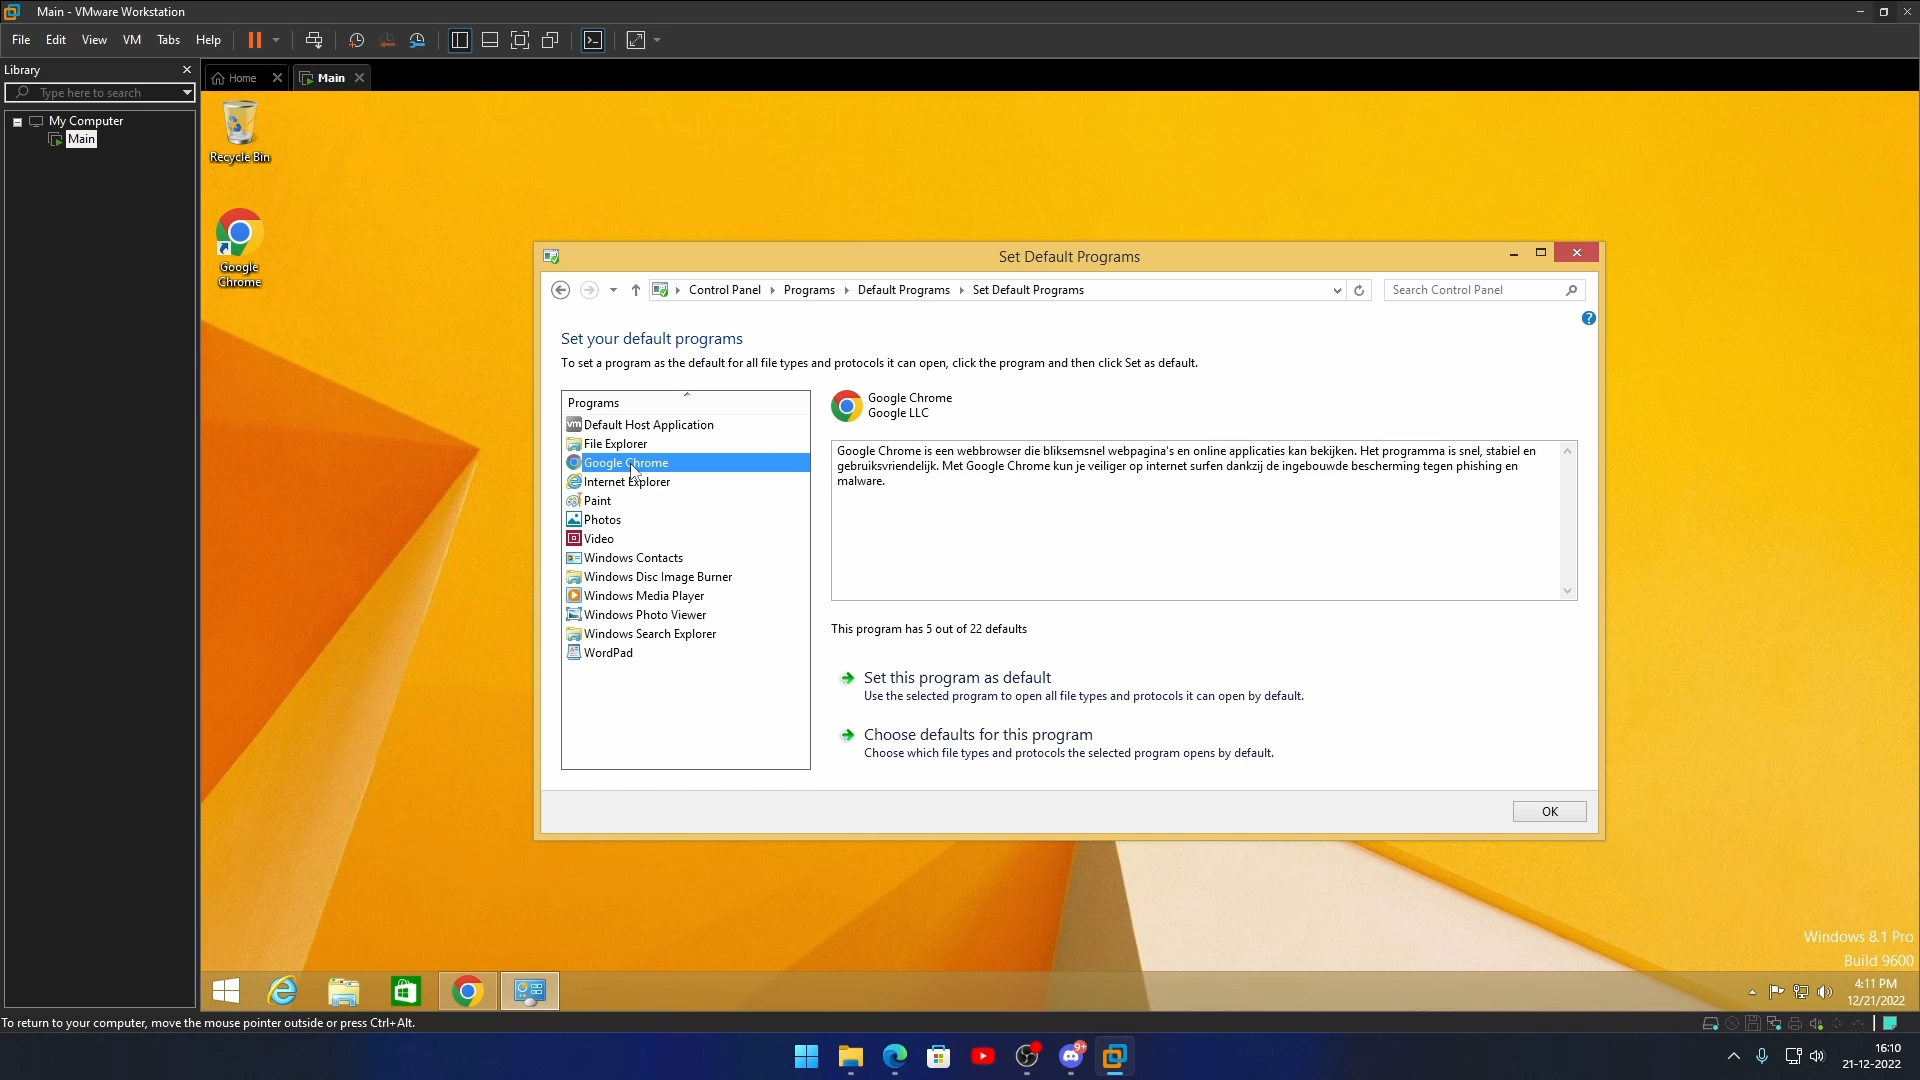 Main - VMware Workstation
File Edit View VM Tabs Help
Library
Type here to search
Home
Main
My Computer
Main
Recycle Bin
Google
Chrome
Set Default Programs
Control Panel Programs Default Programs Set Default Programs
Search Control Panel
?
Set your default programs
To set a program as the default for all file types and protocols it can open, click the program and then click Set as default.
Programs
vm Default Host Application
File Explorer
Google Chrome
Internet Explorer
Paint
Photos
Video
Windows Contacts
Windows Disc Image Burner
Windows Media Player
Windows Photo Viewer
Windows Search Explorer
WordPad
Google Chrome
Google LLC
Google Chrome is een webbrowser die bliksemsnel webpagina's en online applicaties kan bekijken. Het programma is snel, stabiel en
gebruiksvriendelijk. Met Google Chrome kun je veiliger op internet surfen dankzij de ingebouwde bescherming tegen phishing en
malware.
This program has 5 out of 22 defaults
Set this program as default
Use the selected program to open all file types and protocols it can open by default.
Choose defaults for this program
Choose which file types and protocols the selected program opens by default.
OK
Windows 8.1 Pro
Build 9600
4:11 PM
12/21/2022
To return to your computer, move the mouse pointer outside or press Ctrl+Alt.
9+
16:10
21-12-2022